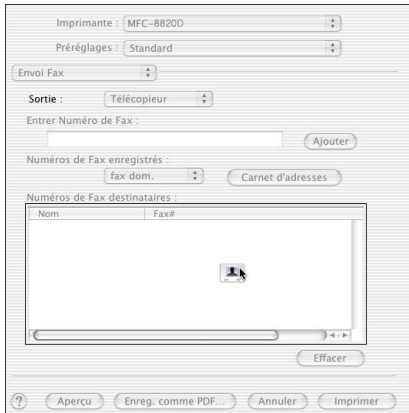 Imprimante : MFC-8820D
Préréglages : Standard
Envoi Fax
Sortie : Télécopieur
Entrer Numéro de Fax :
Ajouter
Numéros de Fax enregistrés :
fax dom. Carnet d'adresses
Numéros de Fax destinataires :
Nom Fax#
Effacer
? Aperçu Enreg. comme PDF... Annuler Imprimer